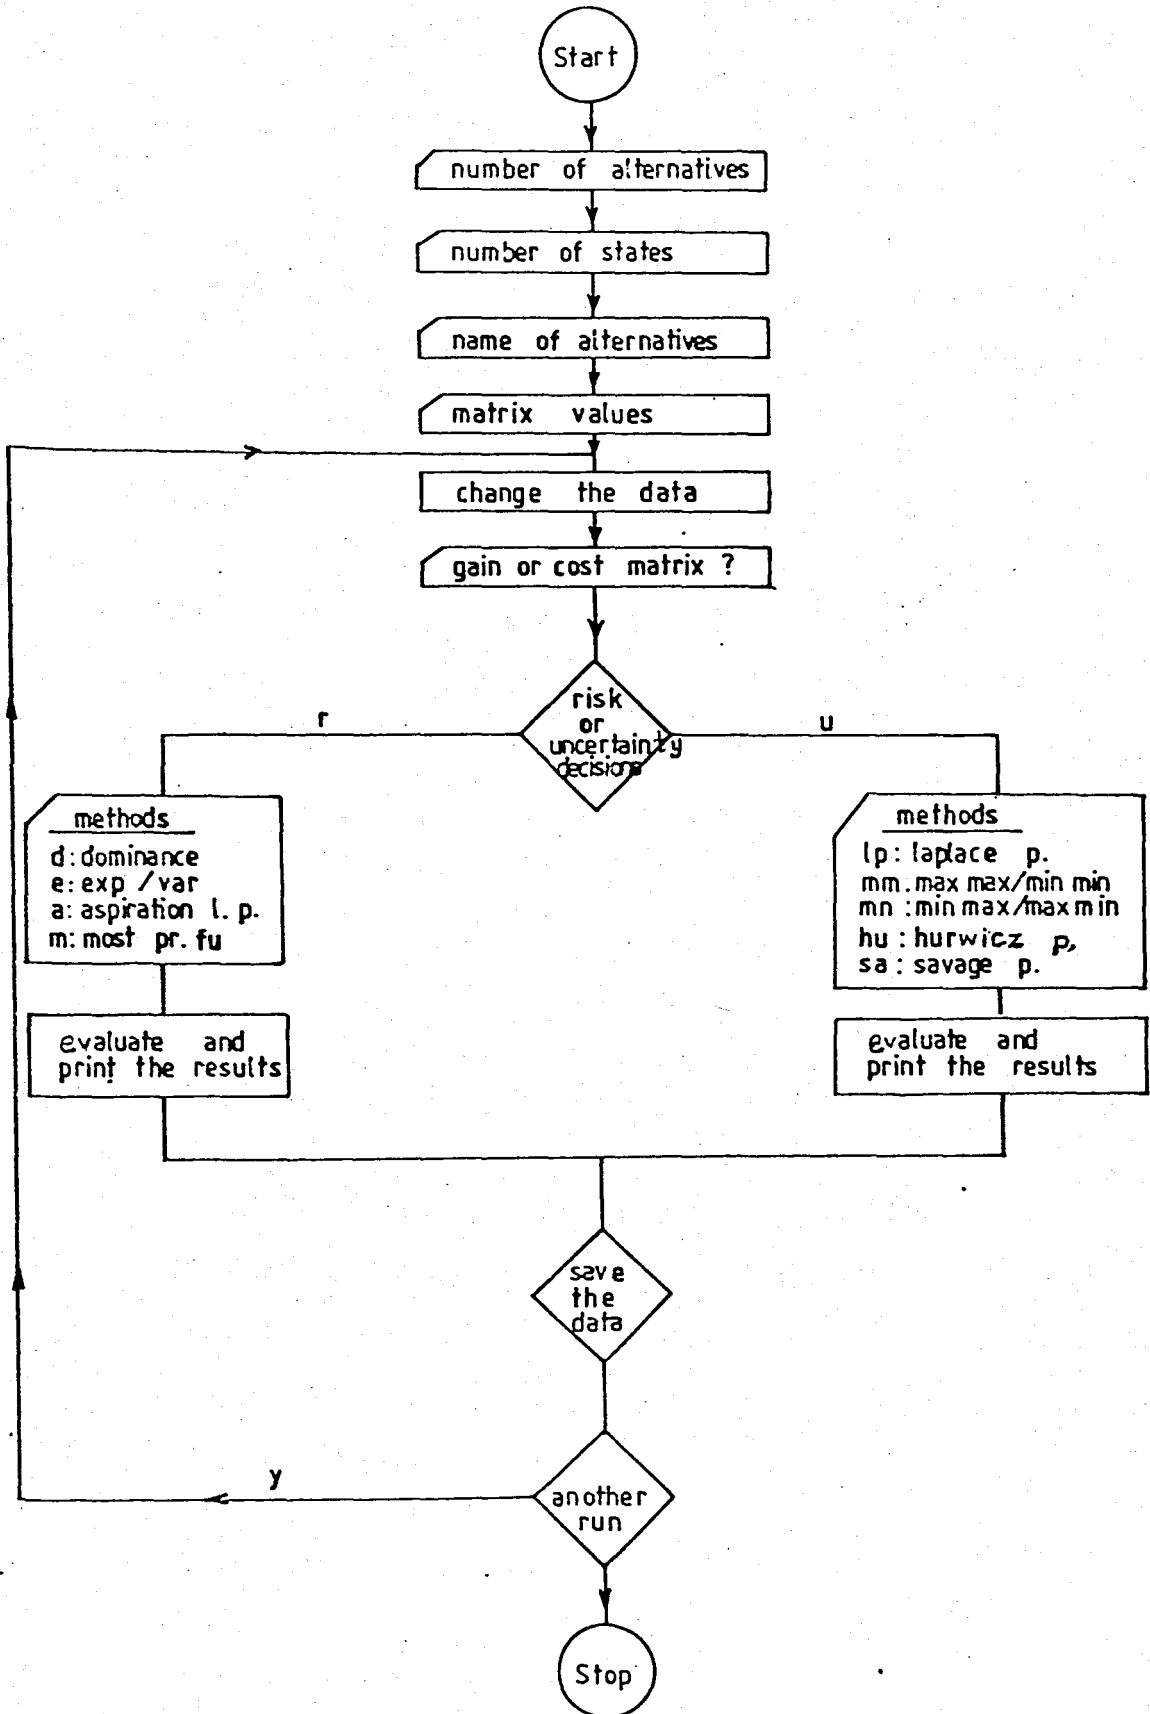 Start
number of alternatives
number of states
name of alternatives
matrix values
change the data
gain or cost matrix ?
risk
or
uncertainty
decisions
r
u
methods
d: dominance
e: exp / var
a: aspiration l. p.
m: most pr. fu
evaluate and
print the results
methods
lp: laplace p.
mm. max max/min min
mn : min max/max min
hu : hurwicz p,
sa : savage p.
evaluate and
print the results
save
the
data
another
run
y
Stop